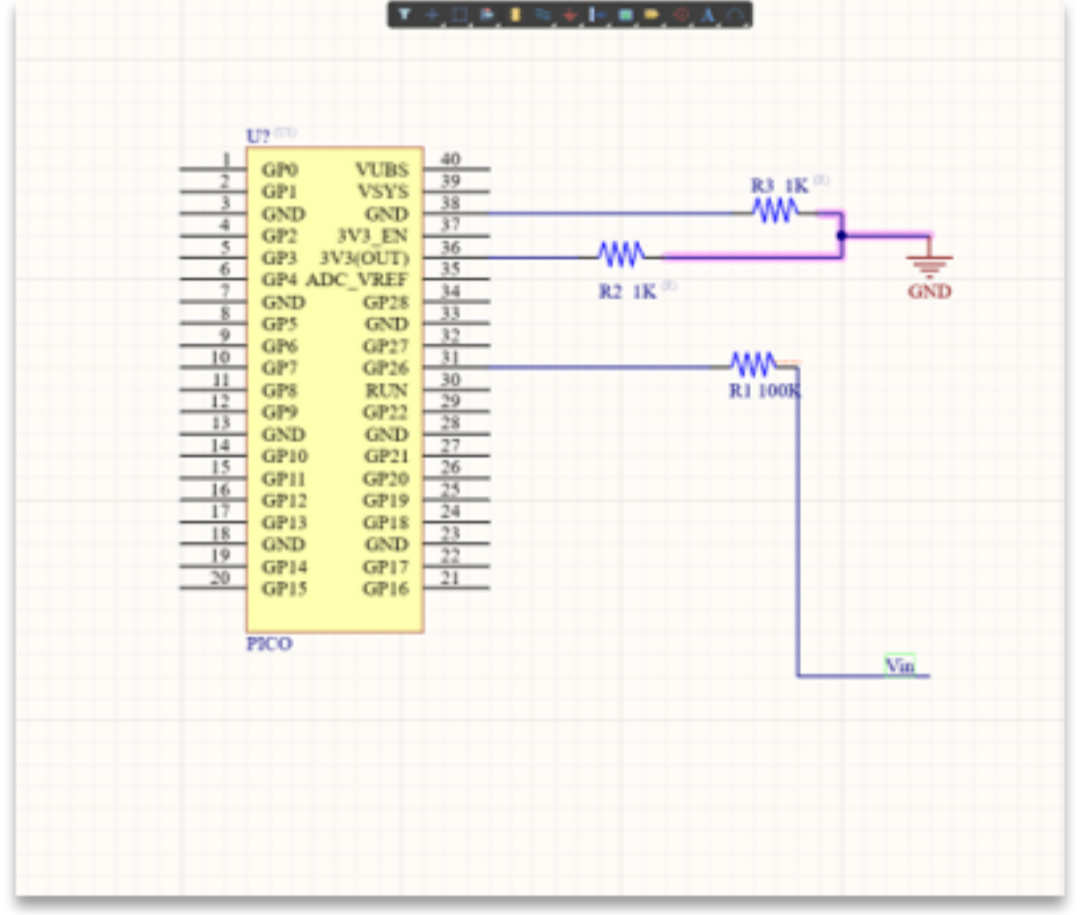 U?
1 GP0 VUBS 40
2 GP1 VSYS 39
3 GND GND 38
4 GP2 3V3_EN 37
5 GP3 3V3(OUT) 36
6 GP4 ADC_VREF 35
7 GND GP28 34
8 GP5 GND 33
9 GP6 GP27 32
10 GP7 GP26 31
11 GP8 RUN 30
12 GP9 GP22 29
13 GND GND 28
14 GP10 GP21 27
15 GP11 GP20 26
16 GP12 GP19 25
17 GP13 GP18 24
18 GND GND 23
19 GP14 GP17 22
20 GP15 GP16 21
PICO
R3 1K
R2 1K
GND
R1 100K
Vin